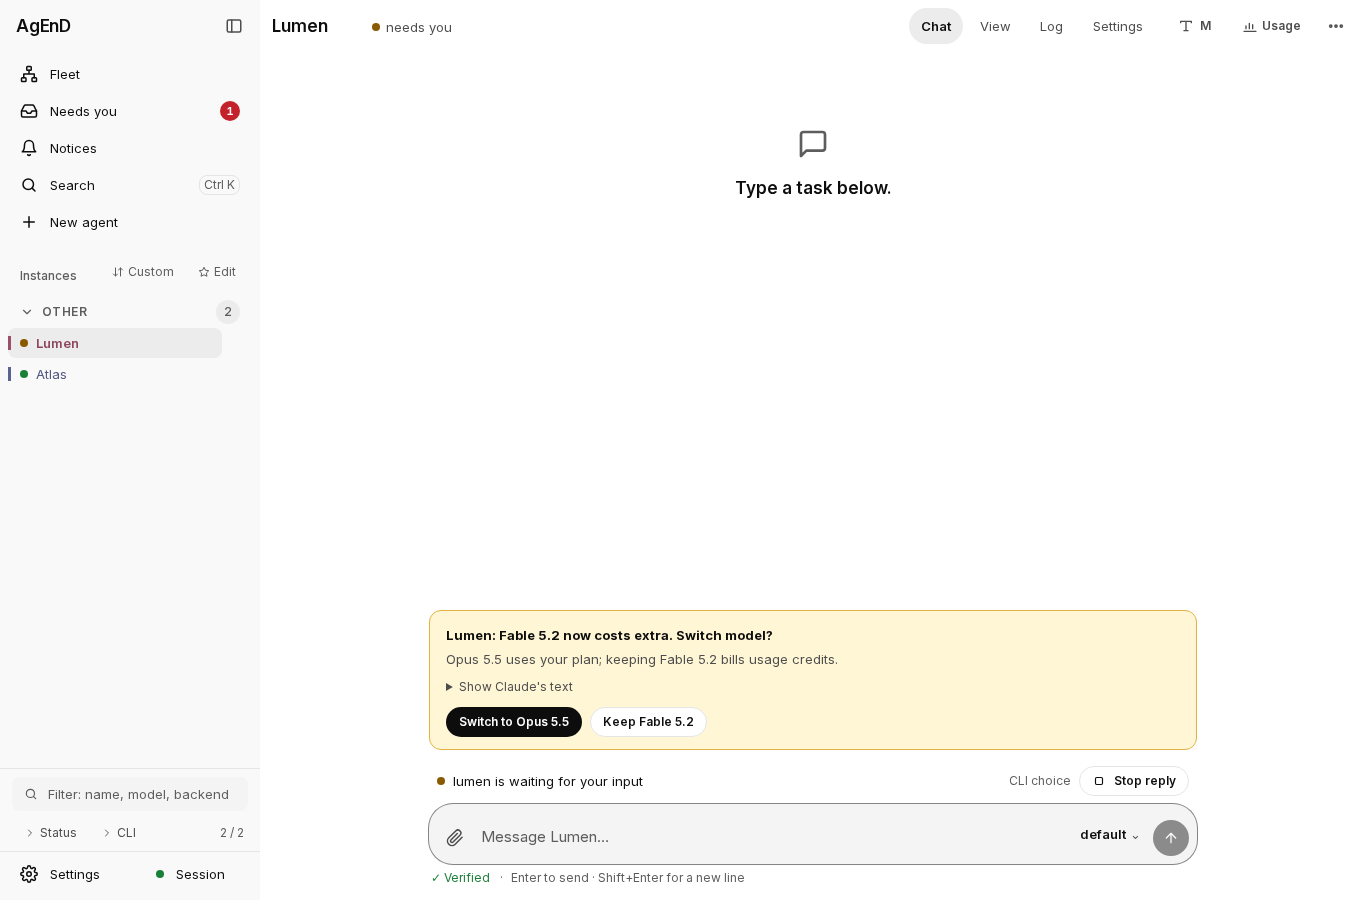 AgEnD
Fleet
Needs you 1
Notices
Search Ctrl K
New agent
Instances Custom Edit
OTHER 2
Lumen
Atlas
Filter: name, model, backend
Status CLI 2 / 2
Settings Session
Lumen needs you Chat View Log Settings M Usage
Type a task below.
Lumen: Fable 5.2 now costs extra. Switch model?
Opus 5.5 uses your plan; keeping Fable 5.2 bills usage credits.
Show Claude's text
Switch to Opus 5.5 Keep Fable 5.2
lumen is waiting for your input CLI choice Stop reply
Message Lumen... default
✓ Verified · Enter to send · Shift+Enter for a new line